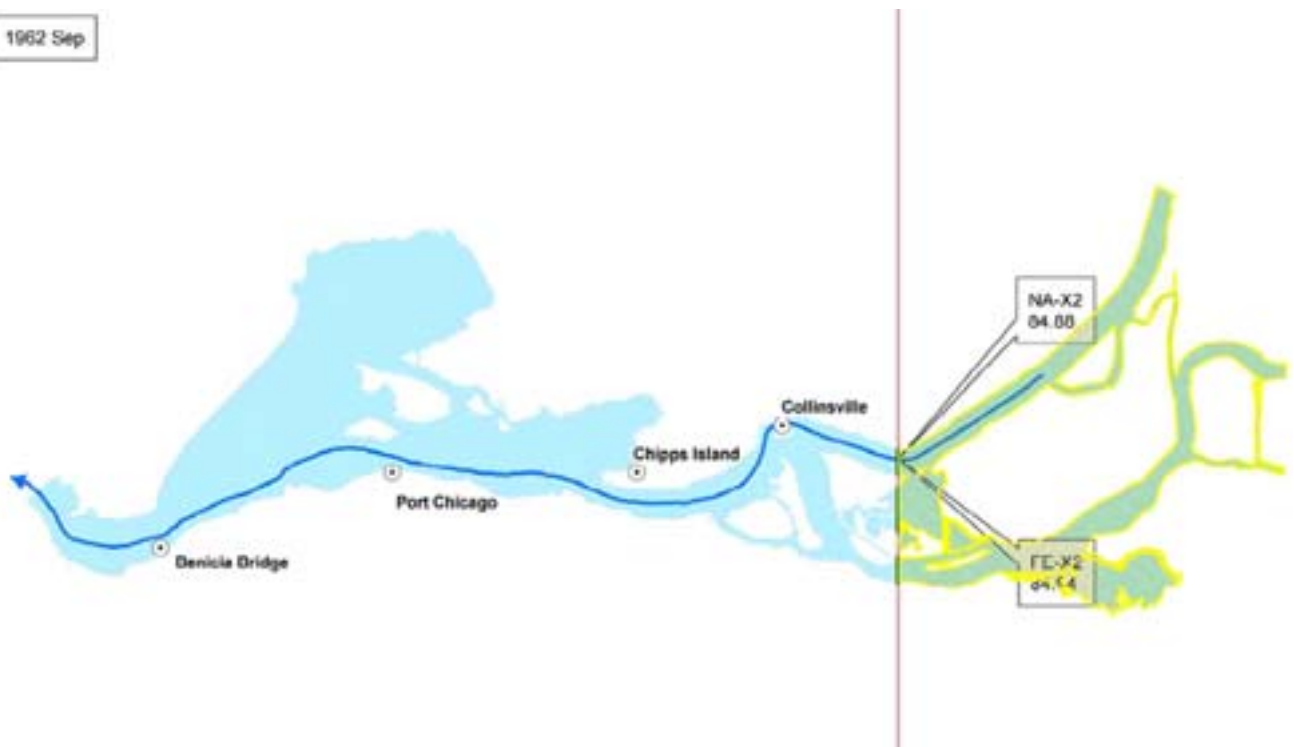 1962 Sep
NA-X2
84.88
Collinsville
Chipps Island
Port Chicago
Benicia Bridge